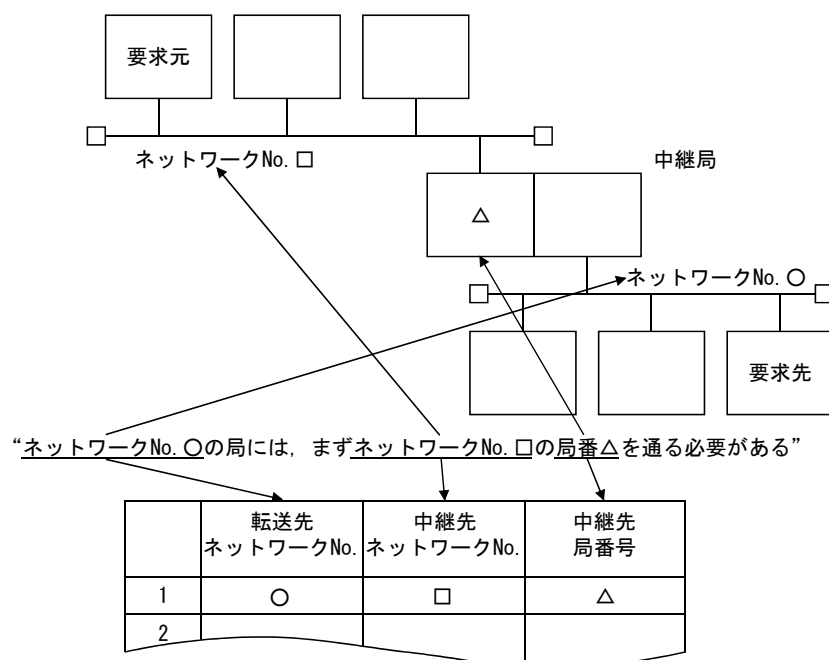 要求元
ネットワークNo. □
中継局
△
ネットワークNo. ○
要求先
“ネットワークNo. ○の局には, まずネットワークNo. □の局番△を通る必要がある”
転送先
ネットワークNo.
中継先
ネットワークNo.
中継先
局番号
1 ○ □ △
2